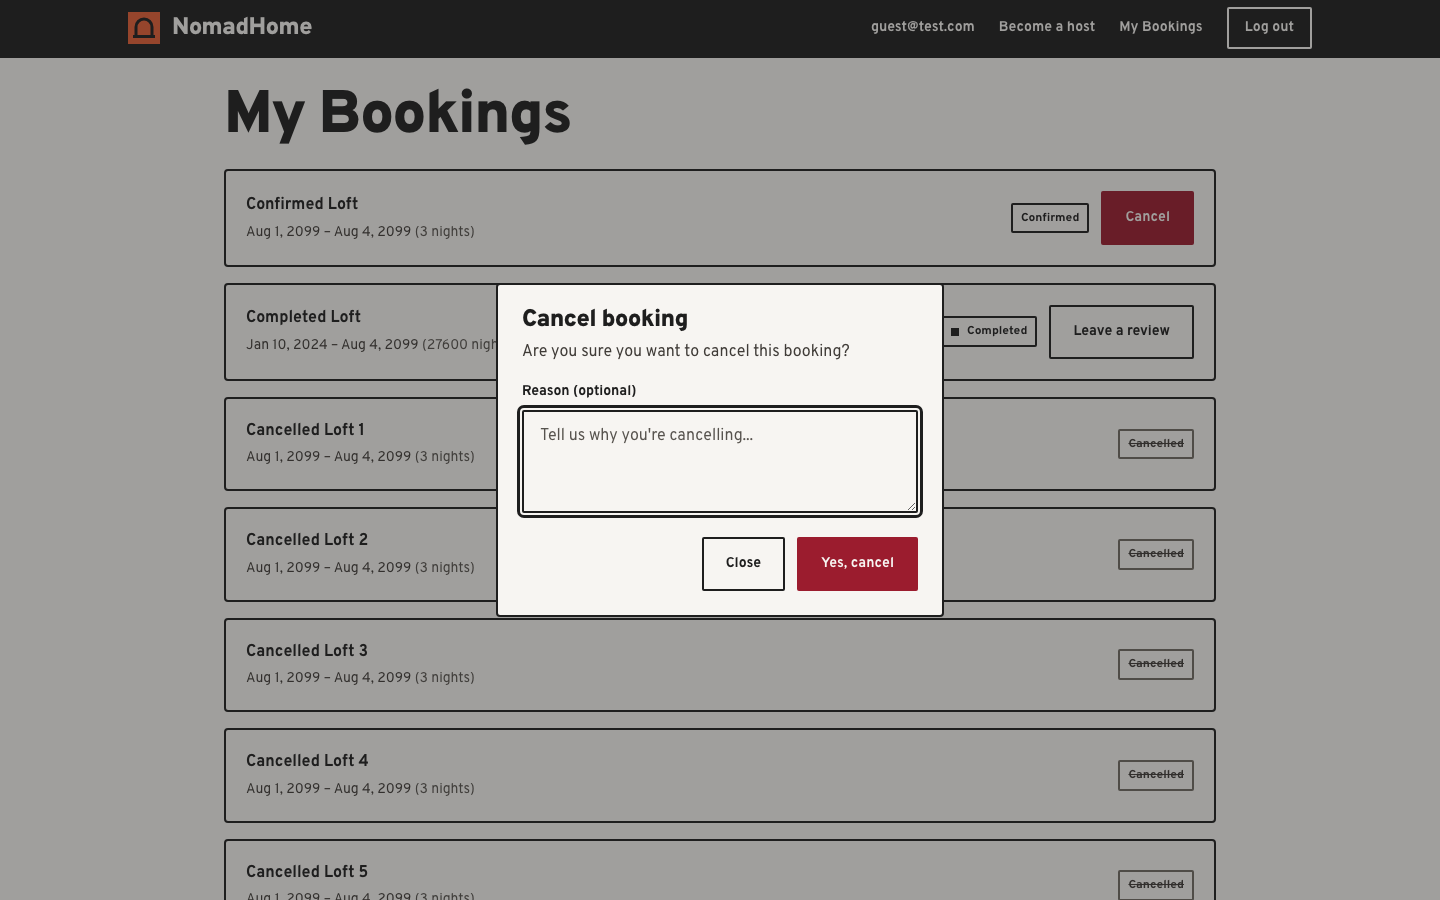 NomadHome
guest@test.com
Become a host
My Bookings
Log out
My Bookings
Confirmed Loft
Aug 1, 2099 – Aug 4, 2099 (3 nights)
Confirmed
Cancel
Completed Loft
Jan 10, 2024 – Aug 4, 2099 (27600 nigh
Completed
Leave a review
Cancel booking
Are you sure you want to cancel this booking?
Reason (optional)
Tell us why you're cancelling...
Close
Yes, cancel
Cancelled Loft 1
Aug 1, 2099 – Aug 4, 2099 (3 nights)
Cancelled
Cancelled Loft 2
Aug 1, 2099 – Aug 4, 2099 (3 nights)
Cancelled
Cancelled Loft 3
Aug 1, 2099 – Aug 4, 2099 (3 nights)
Cancelled
Cancelled Loft 4
Aug 1, 2099 – Aug 4, 2099 (3 nights)
Cancelled
Cancelled Loft 5
Aug 1, 2099 – Aug 4, 2099 (3 nights)
Cancelled